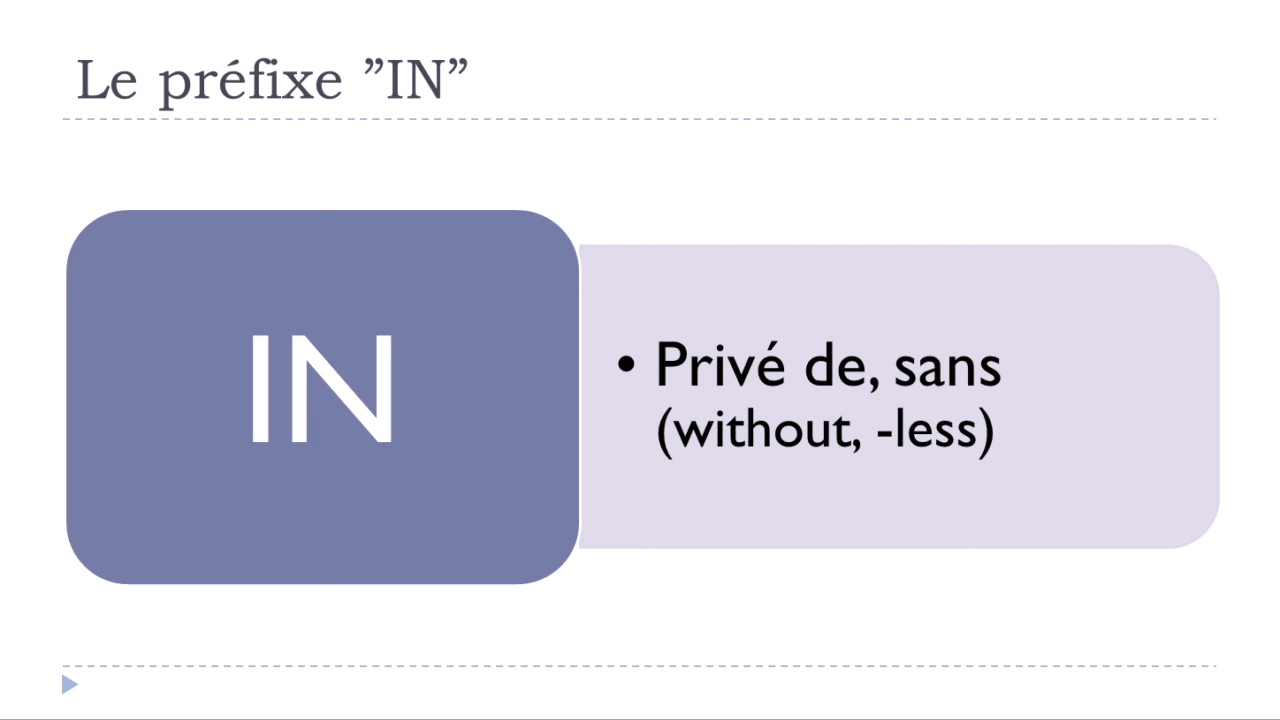 Le préfixe ”IN”
IN
• Privé de, sans
(without, -less)